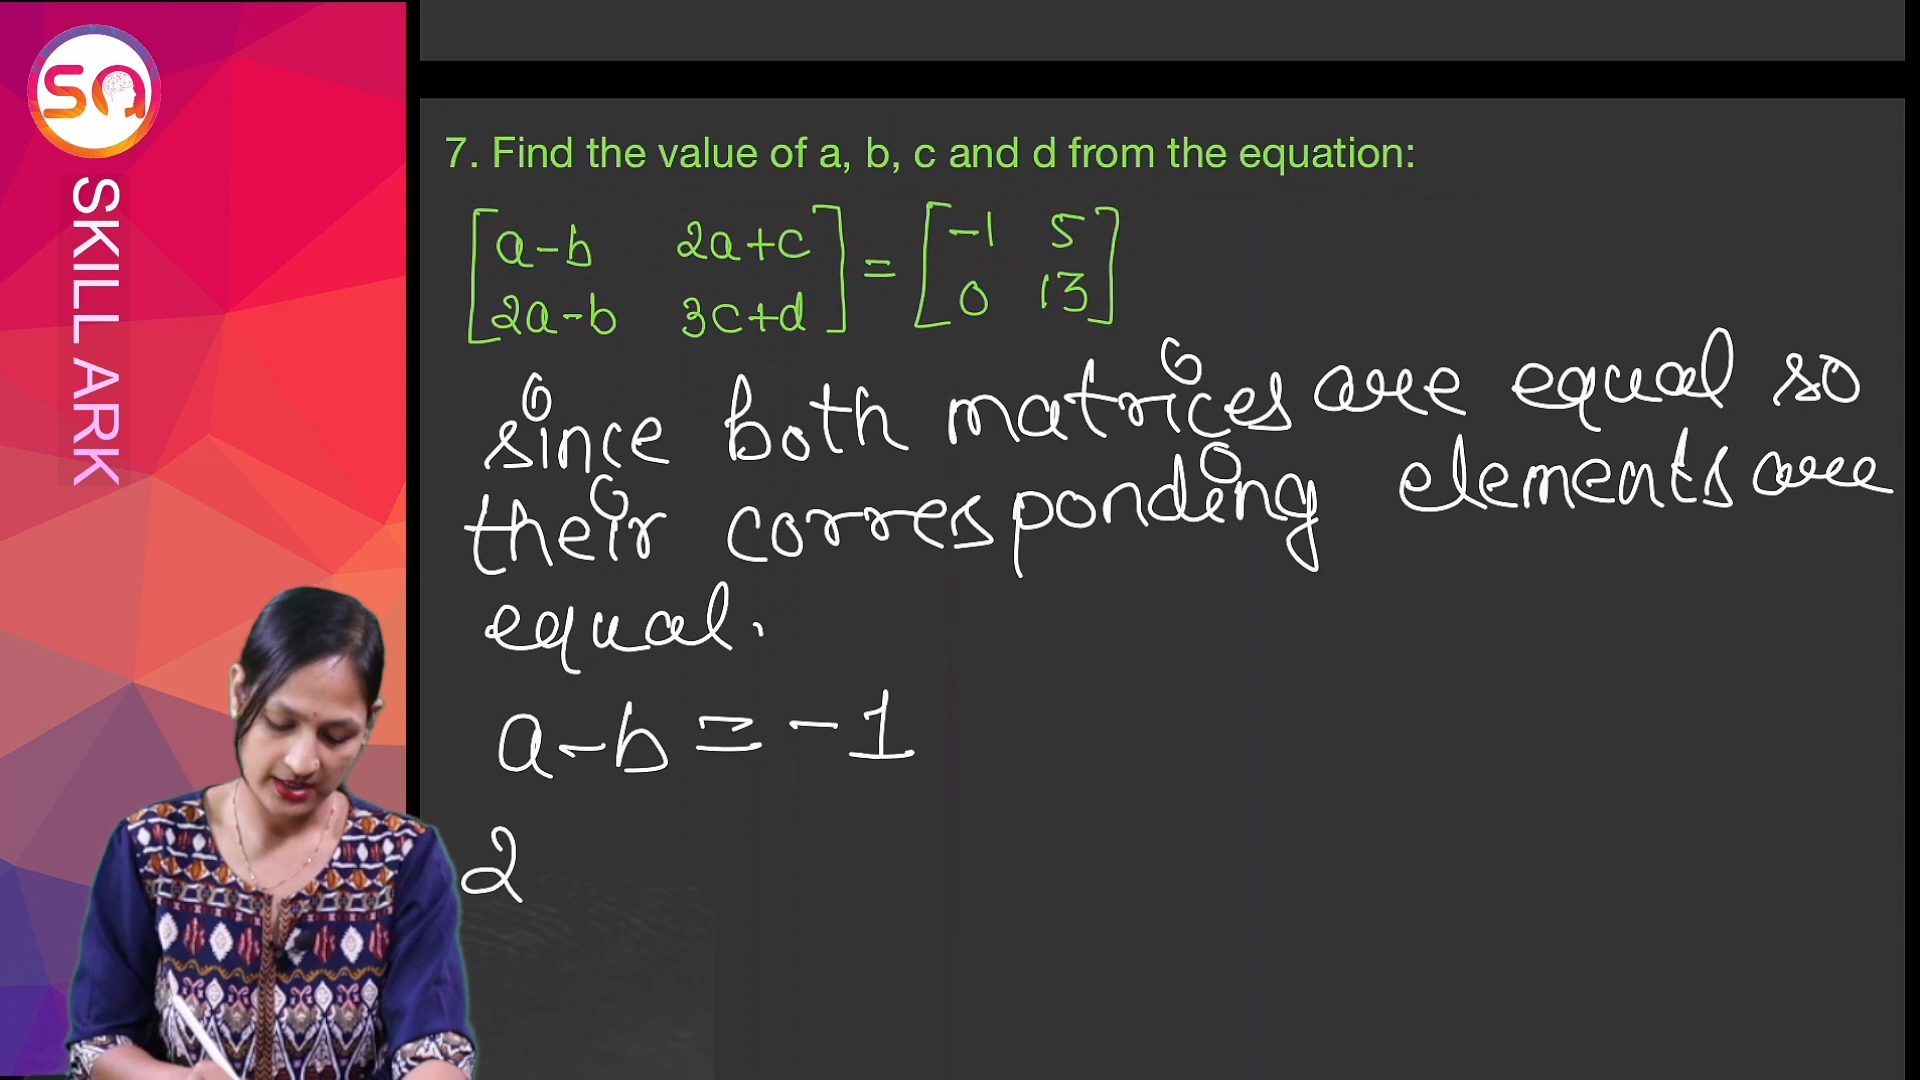 SA
SKILL ARK
7. Find the value of a, b, c and d from the equation:
[a-b 2a+c] = [-1 5]
[2a-b 3c+d] [0 13]
since both matrices are equal so
their corresponding elements are
equal.
a-b = -1
2